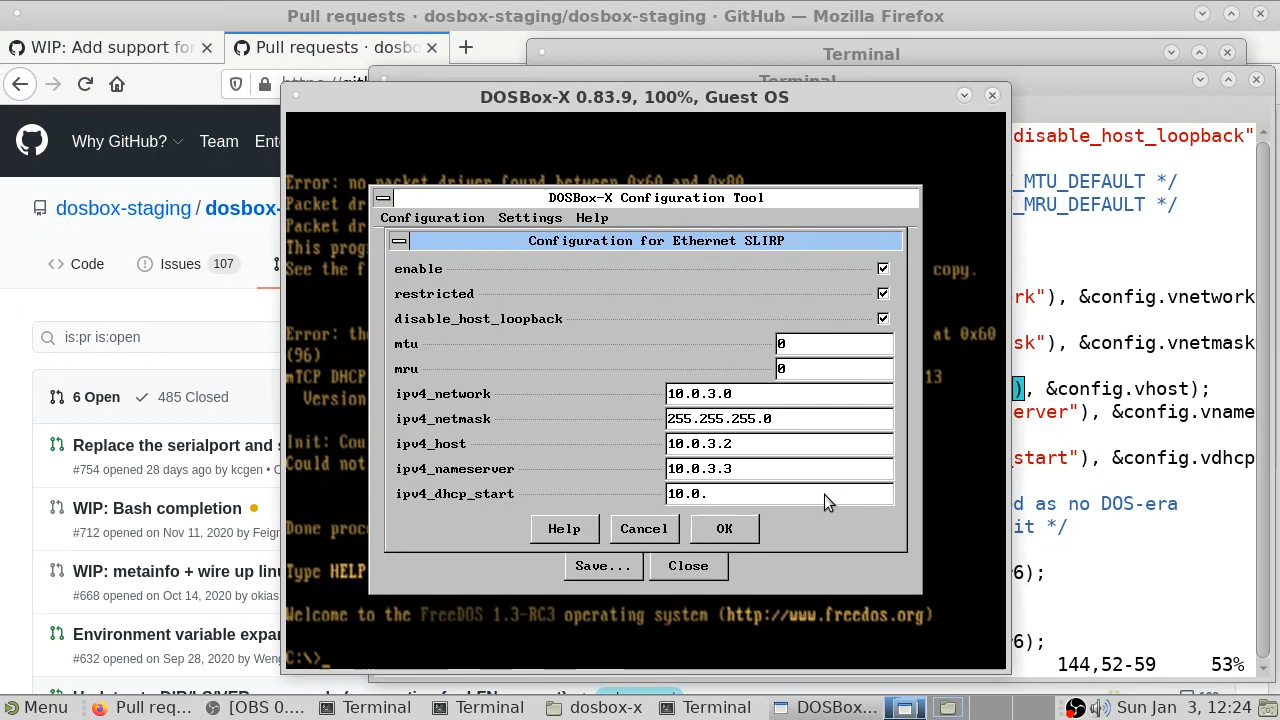 Pull requests · dosbox-staging/dosbox-staging · GitHub — Mozilla Firefox
WIP: Add support for
Pull requests · dosbo
Terminal
Terminal
DOSBox-X 0.83.9, 100%, Guest OS
Why GitHub?
Team
dosbox-staging / dosbox-
Code
Issues 107
is:pr is:open
6 Open
485 Closed
Replace the serialport and s
#754 opened 28 days ago by kcgen •
WIP: Bash completion
#712 opened Nov 11, 2020 by Feign
WIP: metainfo + wire up linu
#668 opened on Oct 14, 2020 by okias
Environment variable expan
#632 opened on Sep 28, 2020 by Weng
Error: no packet driver found between 0x60 and 0x80
Packet dr
Packet dr
This prog
See the f
copy.
Error: the
at 0x60
(96)
mTCP DHCP
13
Version
Init: Cou
Could not
Done proc
Type HELP
Welcome to the FreeDOS 1.3-RC3 operating system (http://www.freedos.org)
C:\>_
DOSBox-X Configuration Tool
Configuration Settings Help
Configuration for Ethernet SLIRP
enable
restricted
disable_host_loopback
mtu 0
mru 0
ipv4_network 10.0.3.0
ipv4_netmask 255.255.255.0
ipv4_host 10.0.3.2
ipv4_nameserver 10.0.3.3
ipv4_dhcp_start 10.0.
Help Cancel OK
Save... Close
disable_host_loopback"
_MTU_DEFAULT */
_MRU_DEFAULT */
rk"), &config.vnetwork
sk"), &config.vnetmask
), &config.vhost);
erver"), &config.vname
_start"), &config.vdhcp
d as no DOS-era
it */
6);
6);
144,52-59 53%
Menu
Pull req...
[OBS 0....
Terminal
Terminal
dosbox-x
Terminal
DOSBo...
Sun Jan 3, 12:24